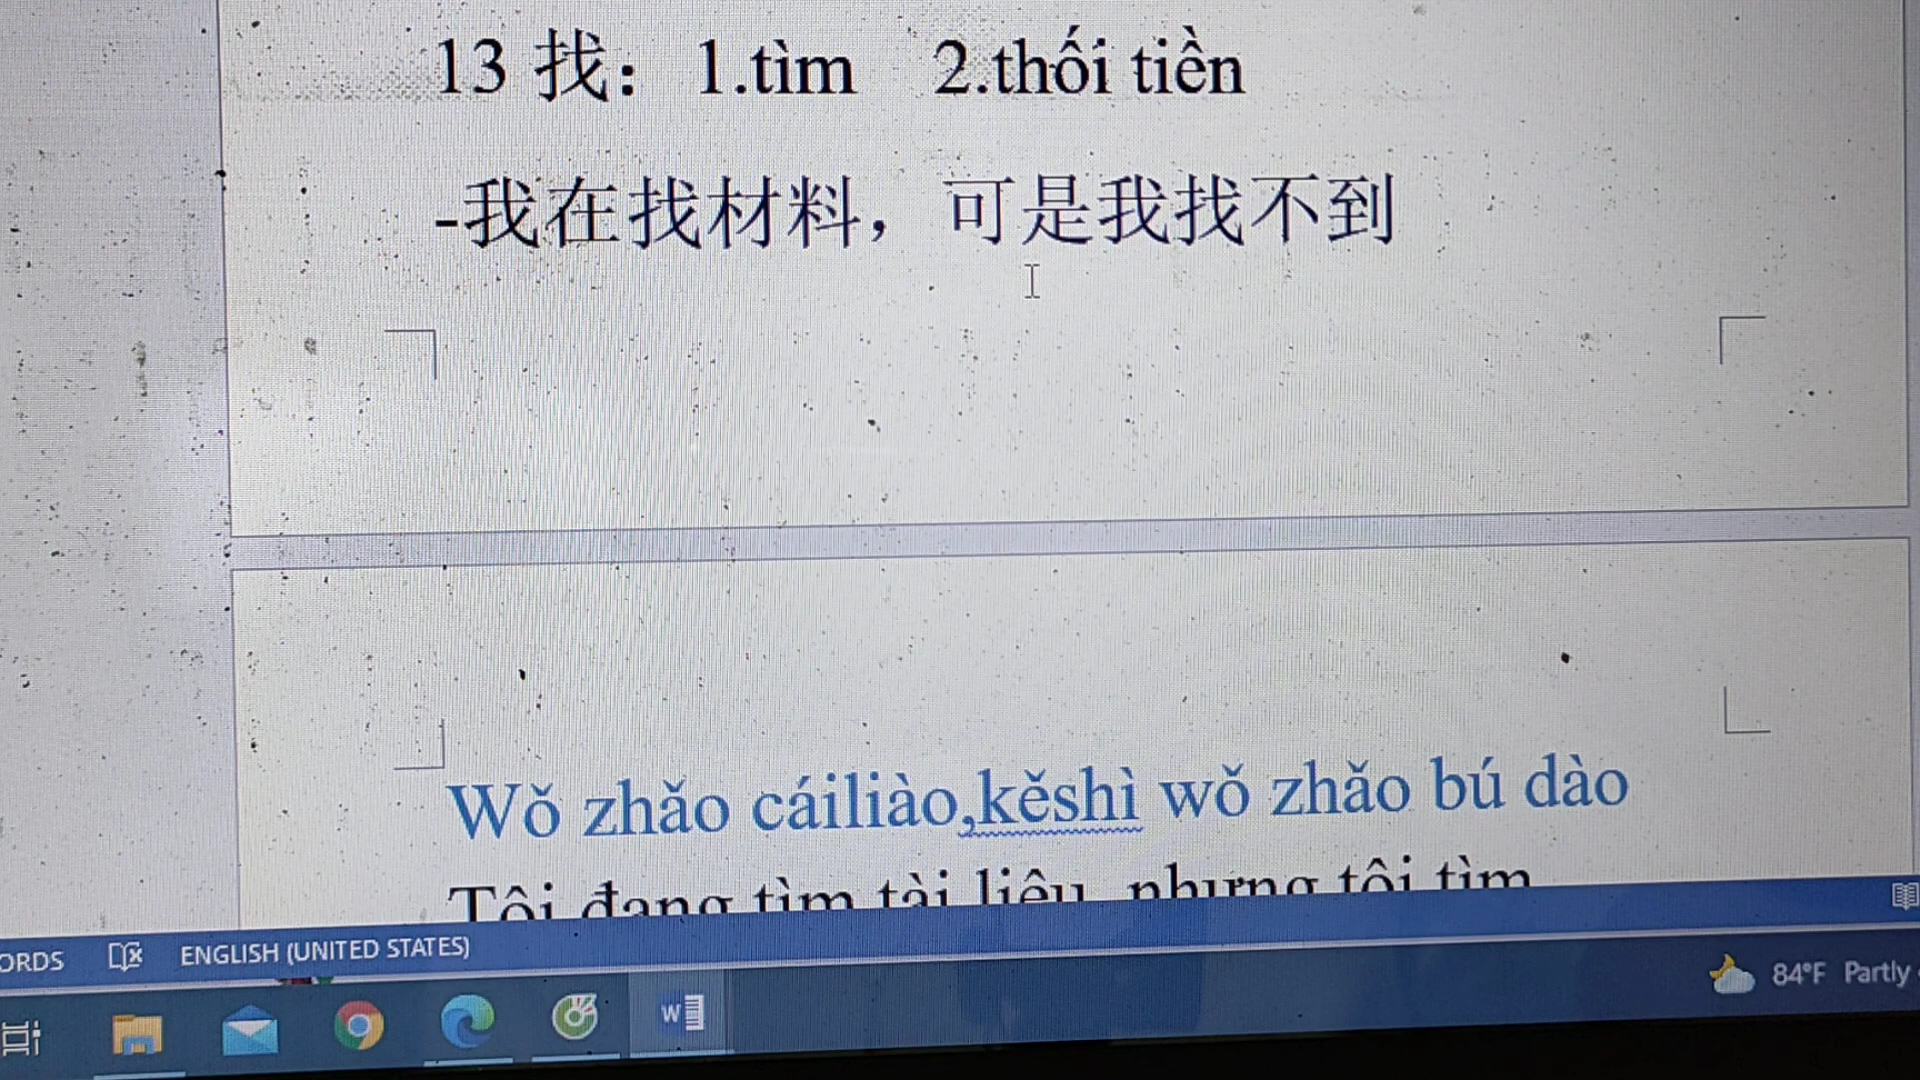 13 找： 1.tìm 2.thối tiền
-我在找材料，可是我找不到
Wǒ zhǎo cáiliào,kěshì wǒ zhǎo bú dào
Tôi đang tìm tài liệu, nhưng tôi tìm
ORDS ENGLISH (UNITED STATES)
84°F Partly